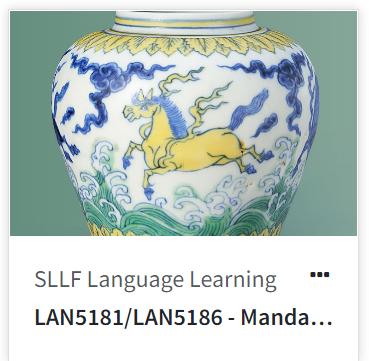 SLLF Language Learning
LAN5181/LAN5186 - Manda...